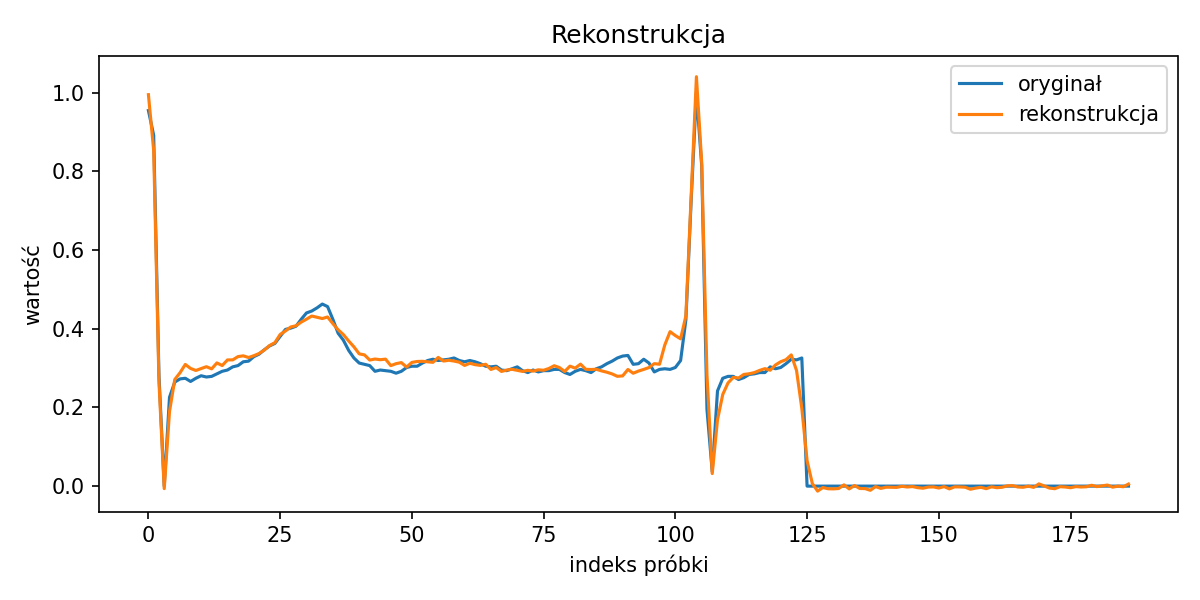 Rekonstrukcja
oryginał
rekonstrukcja
wartość
1.0
0.8
0.6
0.4
0.2
0.0
0 25 50 75 100 125 150 175
indeks próbki